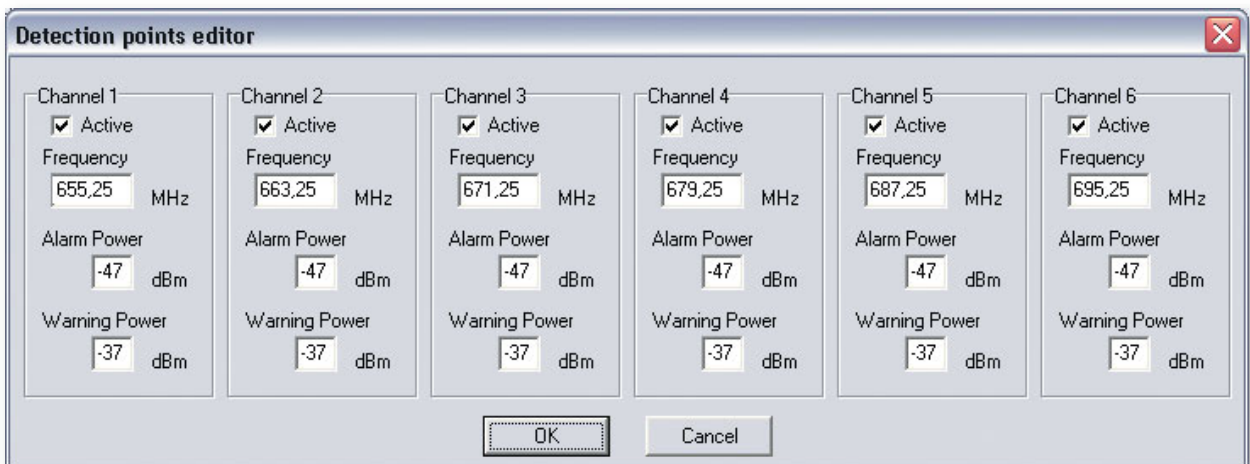 Detection points editor
Channel 1 Channel 2 Channel 3 Channel 4 Channel 5 Channel 6
Active Active Active Active Active Active
Frequency Frequency Frequency Frequency Frequency Frequency
655,25 MHz 663,25 MHz 671,25 MHz 679,25 MHz 687,25 MHz 695,25 MHz
Alarm Power Alarm Power Alarm Power Alarm Power Alarm Power Alarm Power
-47 dBm -47 dBm -47 dBm -47 dBm -47 dBm -47 dBm
Warning Power Warning Power Warning Power Warning Power Warning Power Warning Power
-37 dBm -37 dBm -37 dBm -37 dBm -37 dBm -37 dBm
OK Cancel